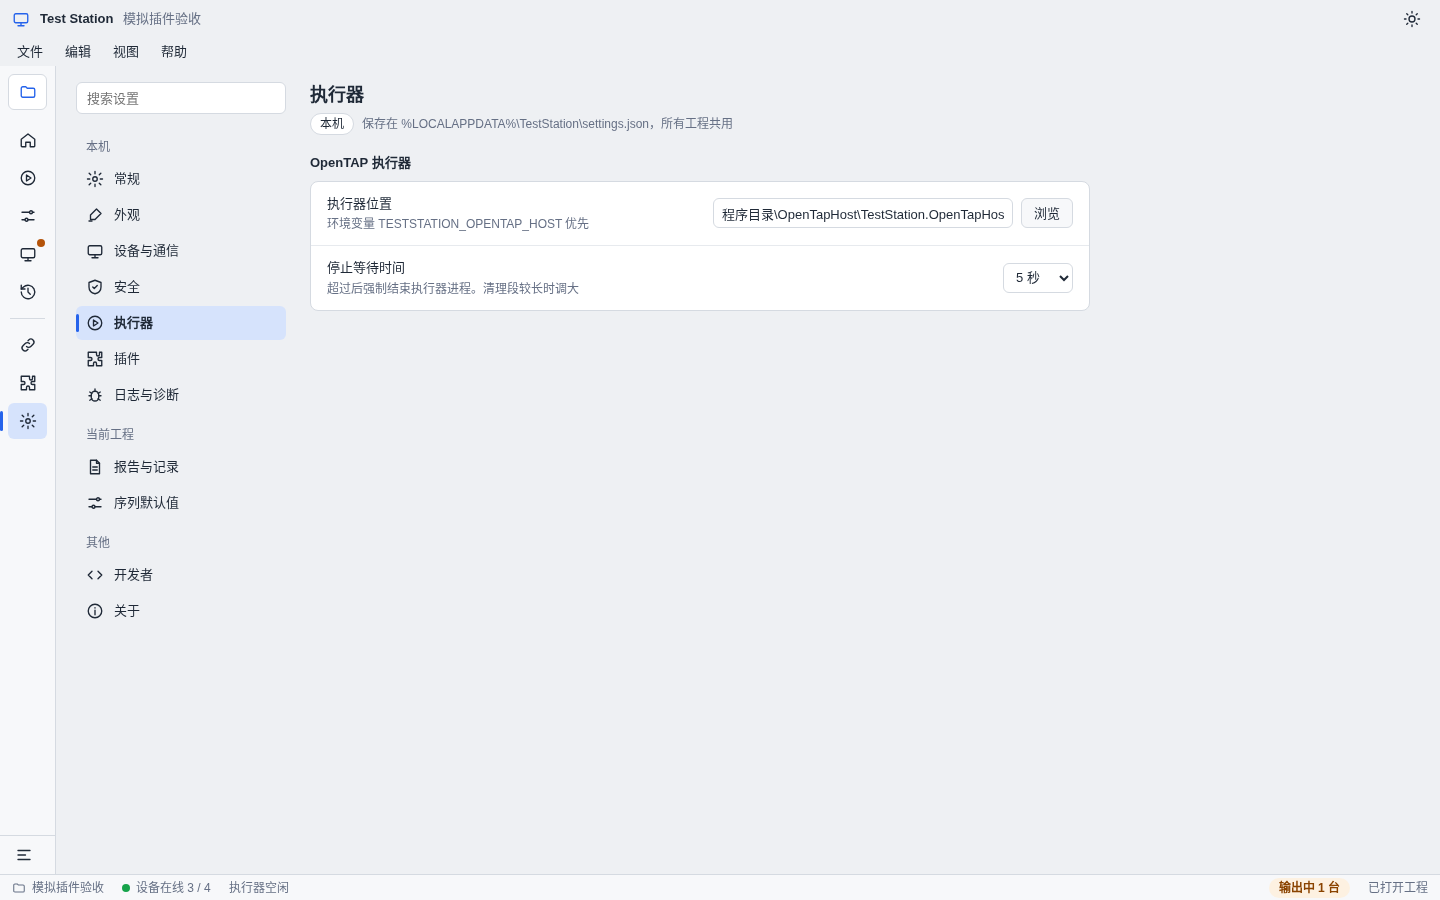 Test Station 模拟插件验收
文件 编辑 视图 帮助
搜索设置
本机
常规
外观
设备与通信
安全
执行器
插件
日志与诊断
当前工程
报告与记录
序列默认值
其他
开发者
关于
执行器
本机 保存在 %LOCALAPPDATA%\TestStation\settings.json，所有工程共用
OpenTAP 执行器
执行器位置
环境变量 TESTSTATION_OPENTAP_HOST 优先
程序目录\OpenTapHost\TestStation.OpenTapHos 浏览
停止等待时间
超过后强制结束执行器进程。清理段较长时调大
5 秒
模拟插件验收 设备在线 3 / 4 执行器空闲 输出中 1 台 已打开工程